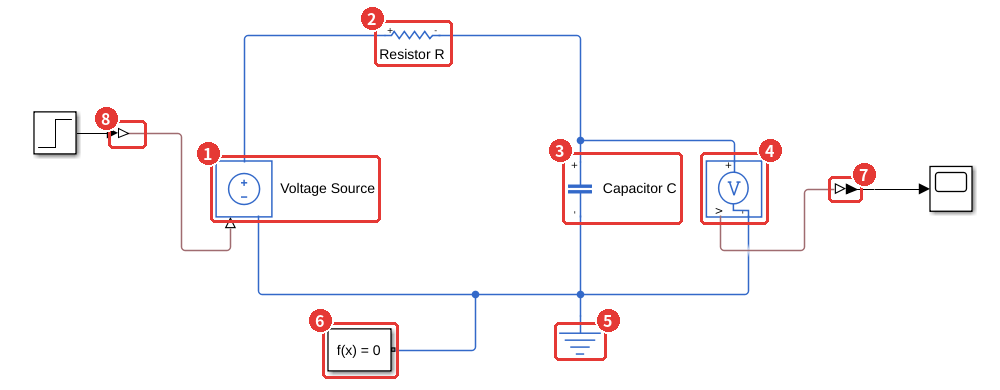 2
+ -
Resistor R
8
1
3
4
7
+
-
Voltage Source
+
-
Capacitor C
+
V
V
-
6
5
f(x) = 0